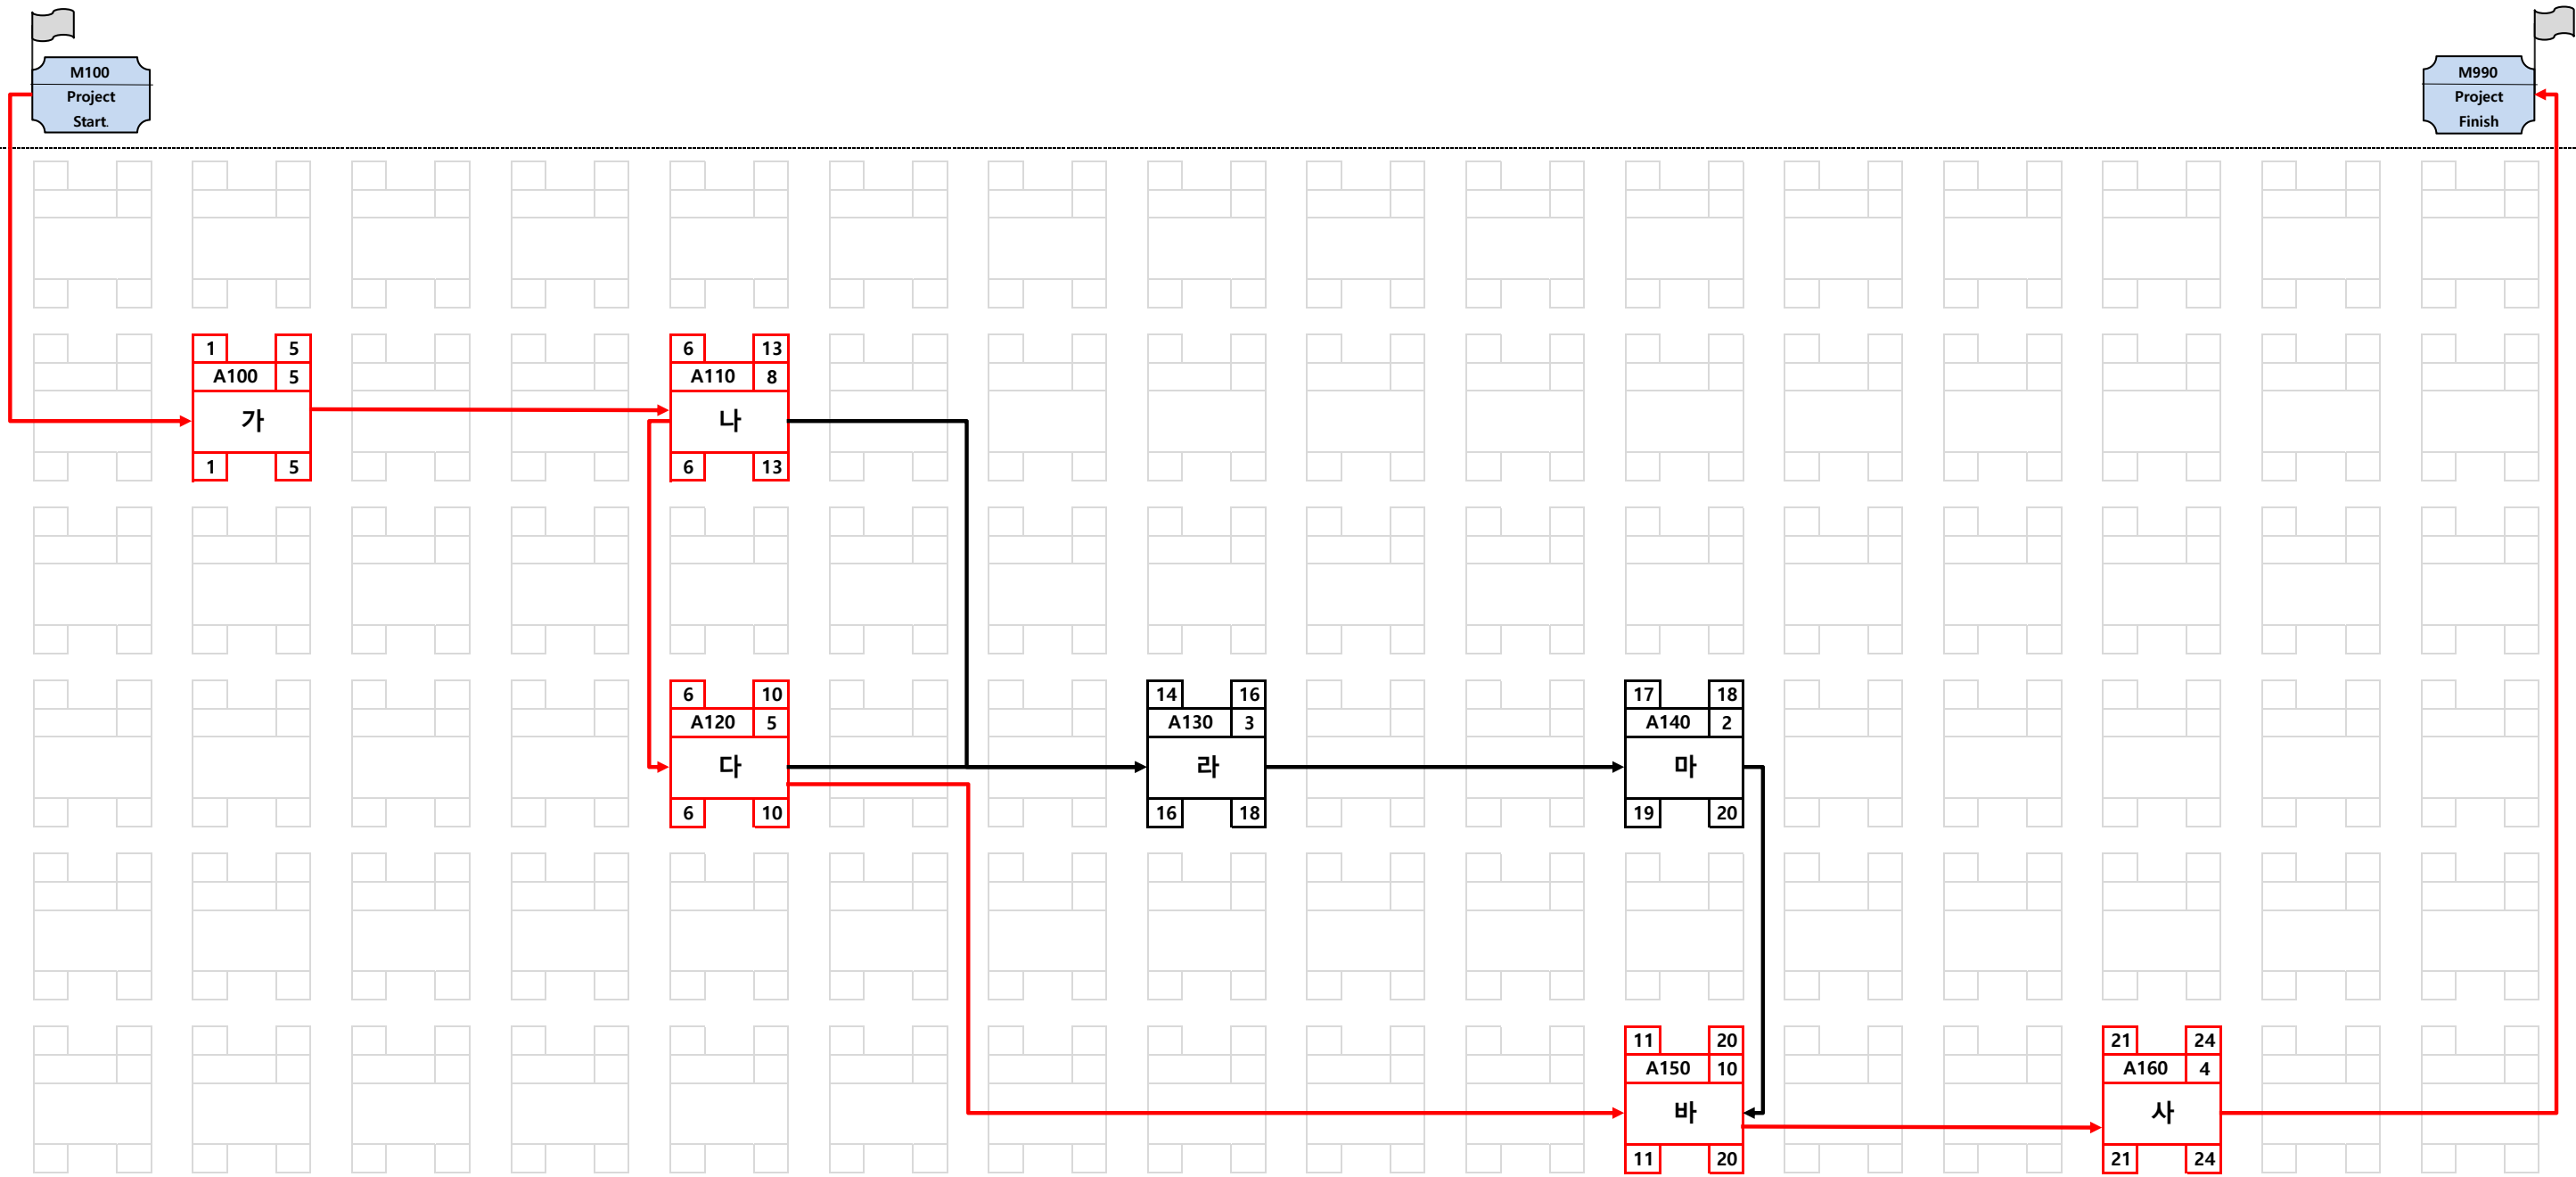 M100
Project
Start.
M990
Project
Finish
1 5
A100 5
가
1 5
6 13
A110 8
나
6 13
6 10
A120 5
다
6 10
14 16
A130 3
라
16 18
17 18
A140 2
마
19 20
11 20
A150 10
바
11 20
21 24
A160 4
사
21 24